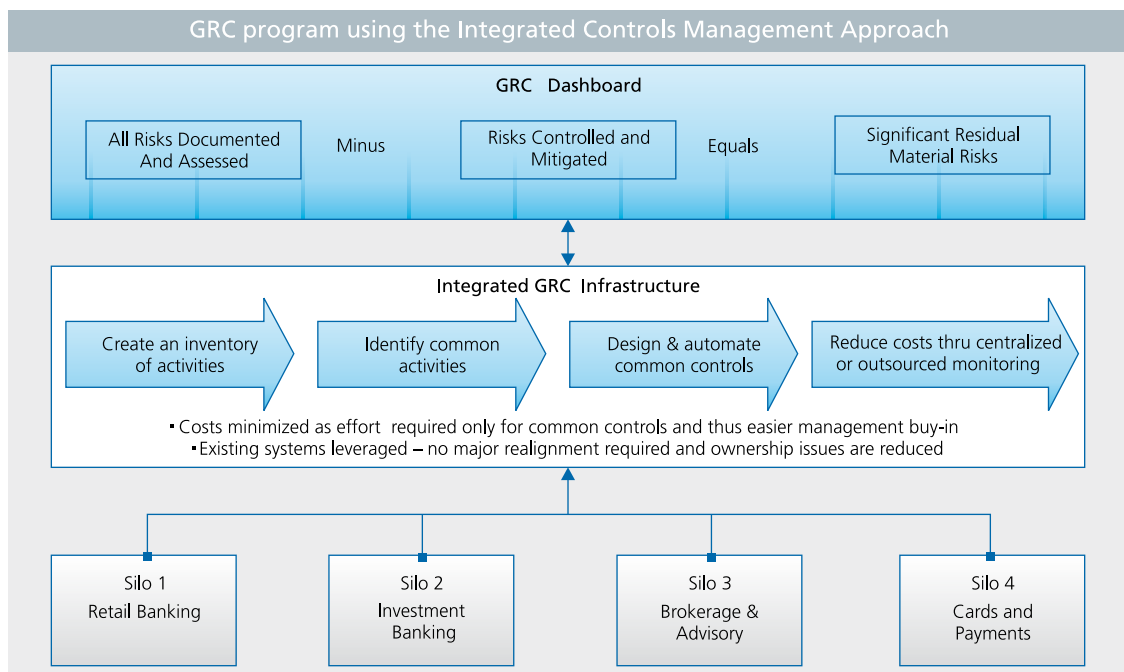 GRC program using the Integrated Controls Management Approach
GRC Dashboard
All Risks Documented
And Assessed
Minus
Risks Controlled and
Mitigated
Equals
Significant Residual
Material Risks
Integrated GRC Infrastructure
Create an inventory
of activities
Identify common
activities
Design & automate
common controls
Reduce costs thru centralized
or outsourced monitoring
▪ Costs minimized as effort required only for common controls and thus easier management buy-in
▪ Existing systems leveraged – no major realignment required and ownership issues are reduced
Silo 1
Retail Banking
Silo 2
Investment
Banking
Silo 3
Brokerage &
Advisory
Silo 4
Cards and
Payments